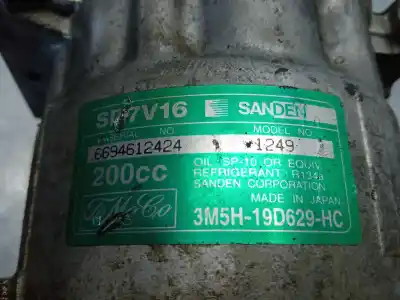 SD7V16 SANDEN
SERIAL NO. MODEL NO.
6694612424 1249
OIL SP-10 OR EQUIV.
200cc REFRIGERANT R134a
SANDEN CORPORATION
MADE IN JAPAN
3M5H-19D629-HC